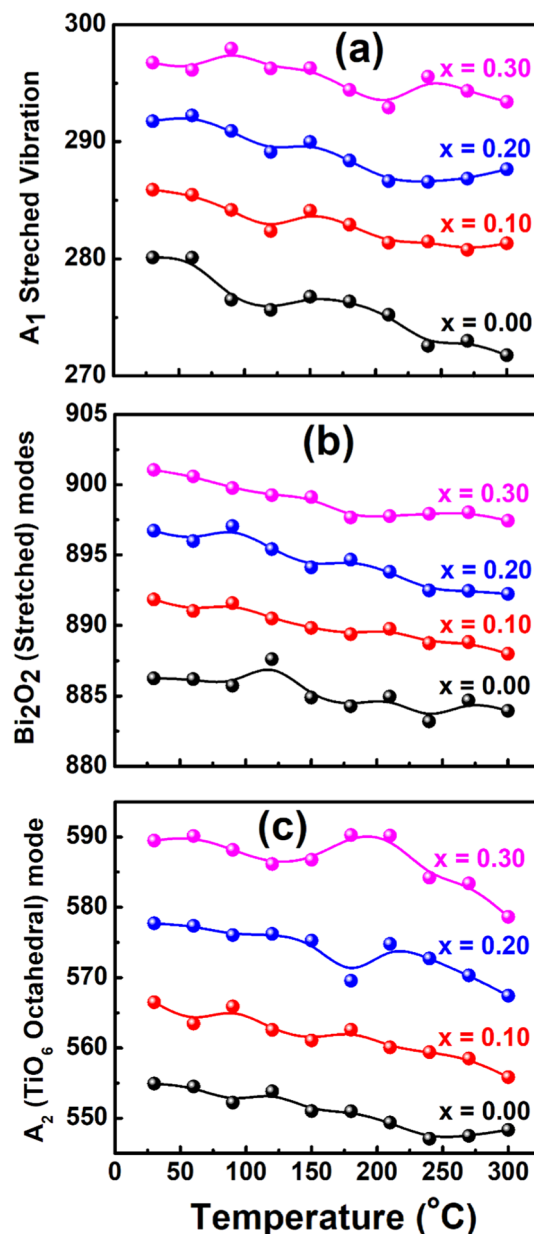 (a)
A₁ Streched Vibration
300
290
280
270
x = 0.30
x = 0.20
x = 0.10
x = 0.00
(b)
Bi₂O₂ (Stretched) modes
905
900
895
890
885
880
x = 0.30
x = 0.20
x = 0.10
x = 0.00
(c)
A₂ (TiO₆ Octahedral) mode
590
580
570
560
550
x = 0.30
x = 0.20
x = 0.10
x = 0.00
0 50 100 150 200 250 300
Temperature (°C)